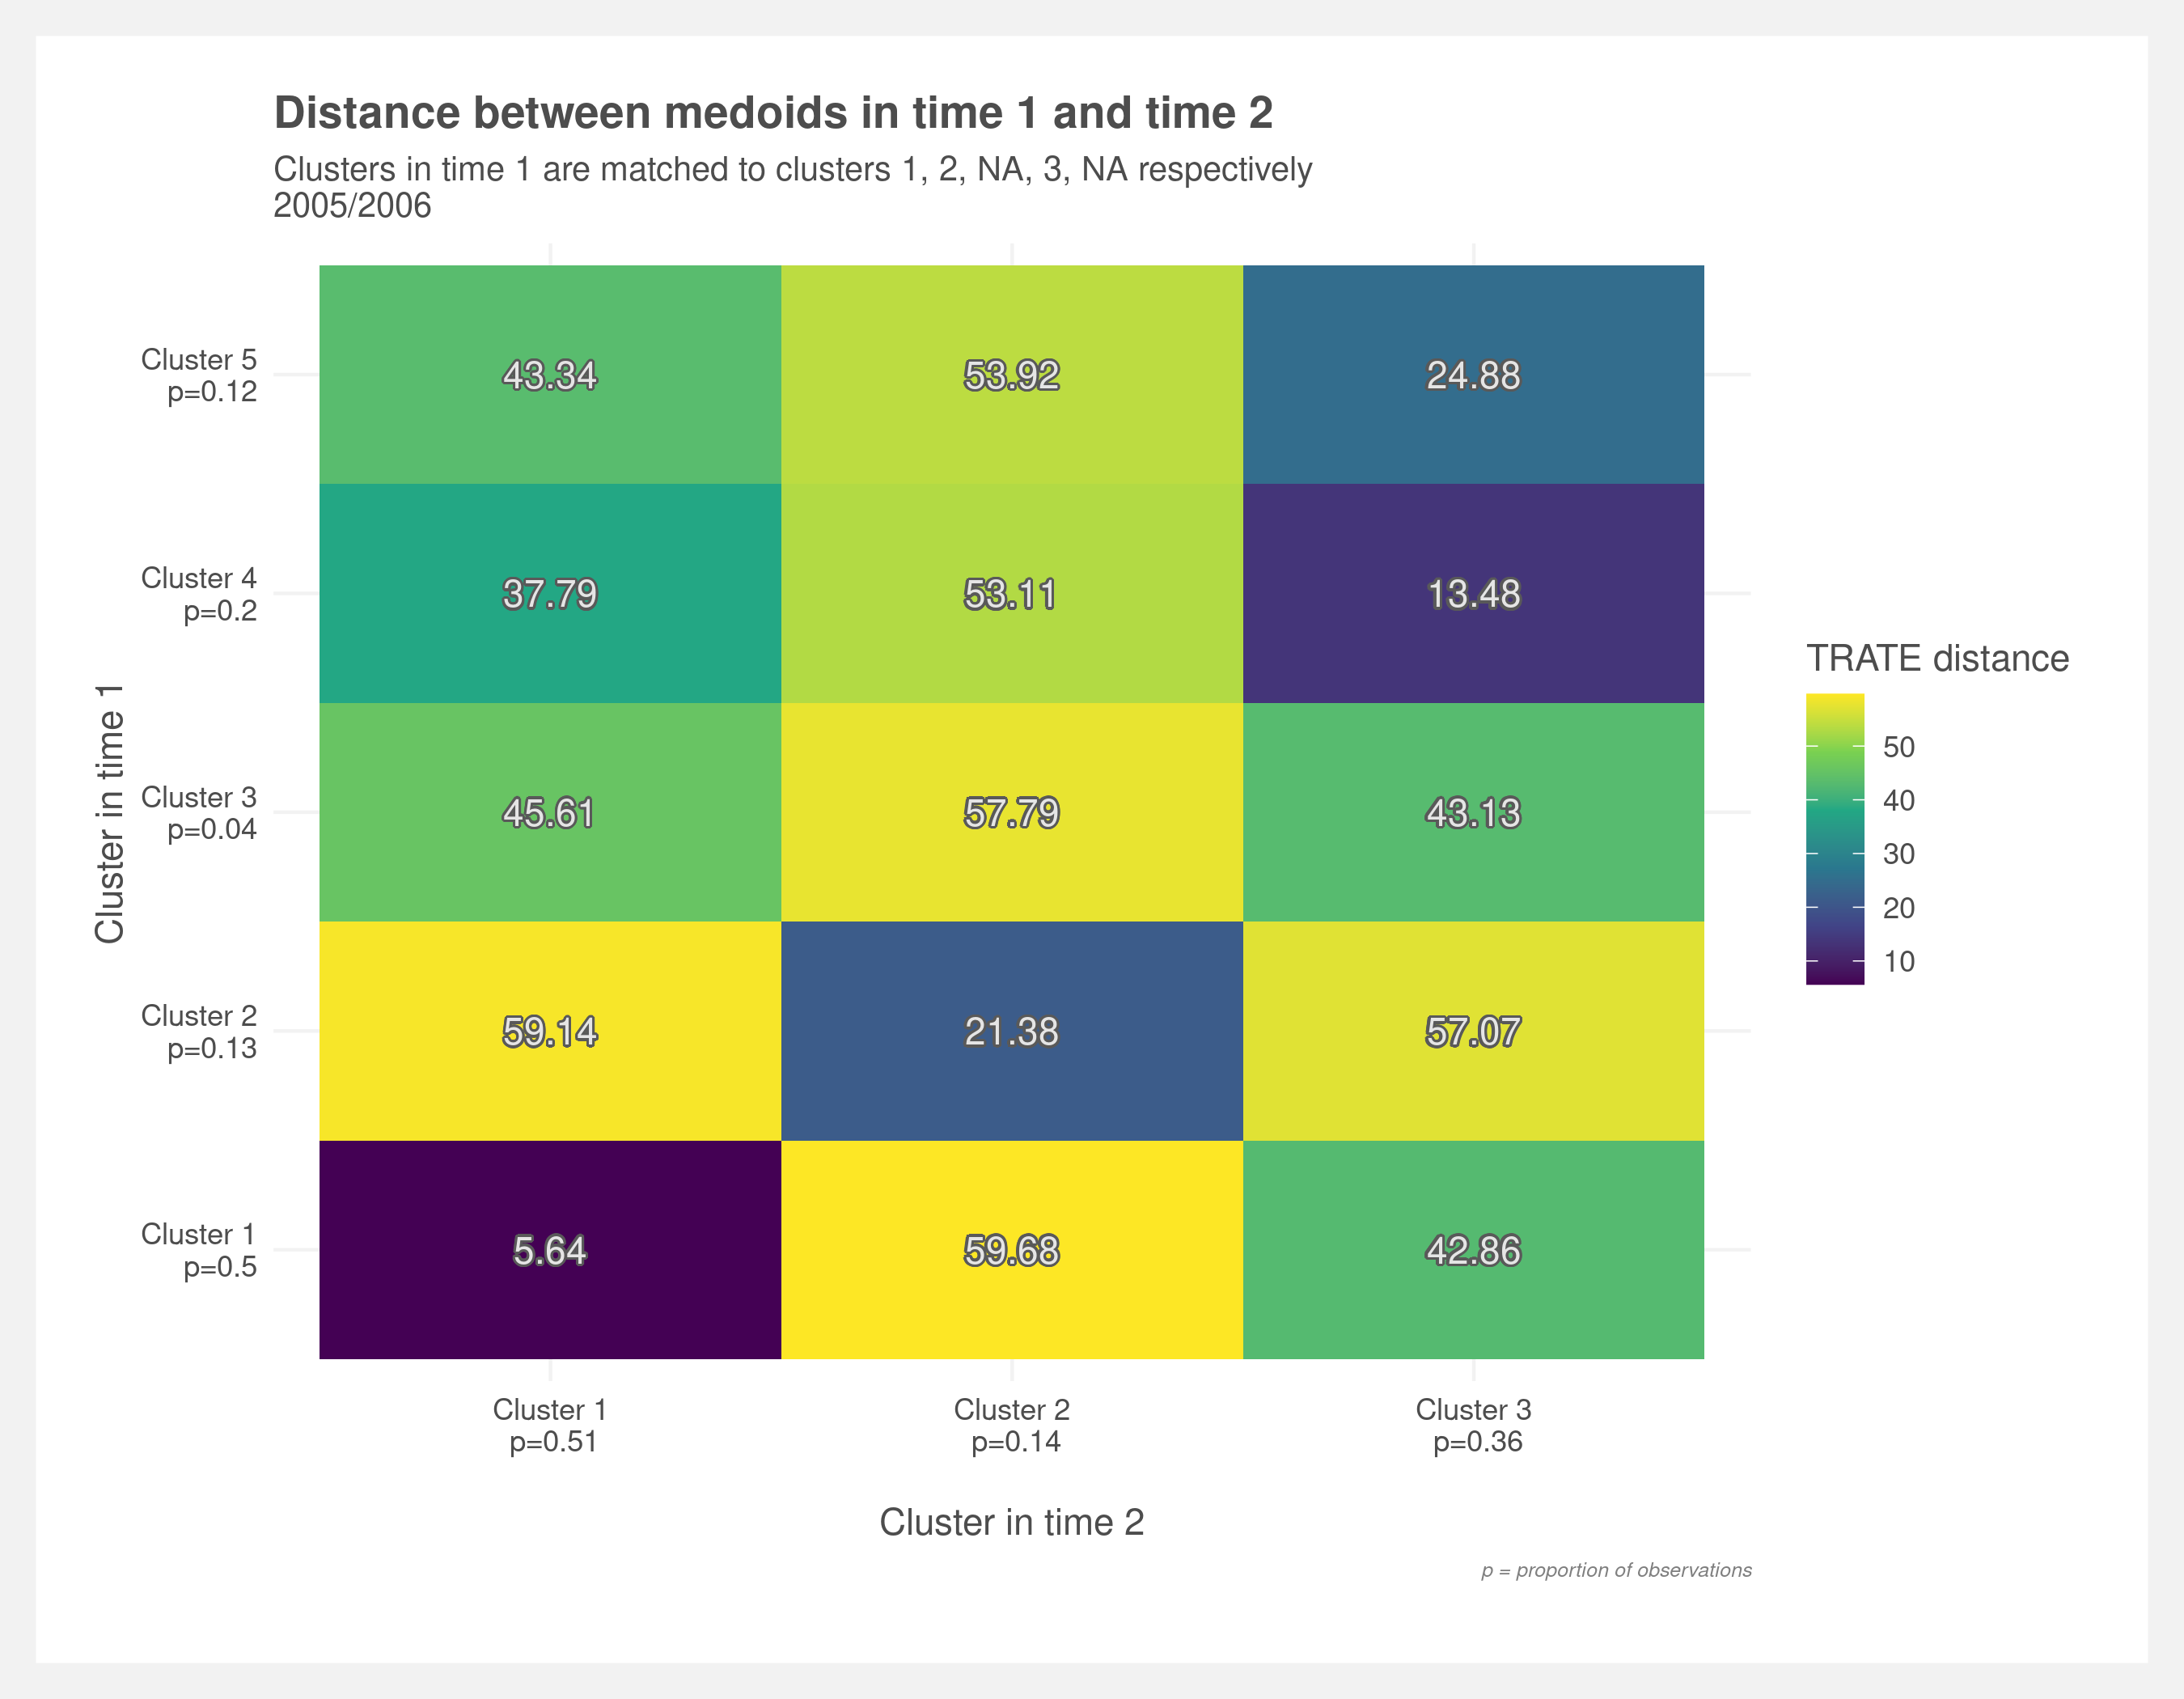 Distance between medoids in time 1 and time 2
Clusters in time 1 are matched to clusters 1, 2, NA, 3, NA respectively
2005/2006
Cluster in time 1
Cluster 5
p=0.12
43.34
53.92
24.88
Cluster 4
p=0.2
37.79
53.11
13.48
Cluster 3
p=0.04
45.61
57.79
43.13
Cluster 2
p=0.13
59.14
21.38
57.07
Cluster 1
p=0.5
5.64
59.68
42.86
Cluster 1
p=0.51
Cluster 2
p=0.14
Cluster 3
p=0.36
Cluster in time 2
TRATE distance
50
40
30
20
10
p = proportion of observations